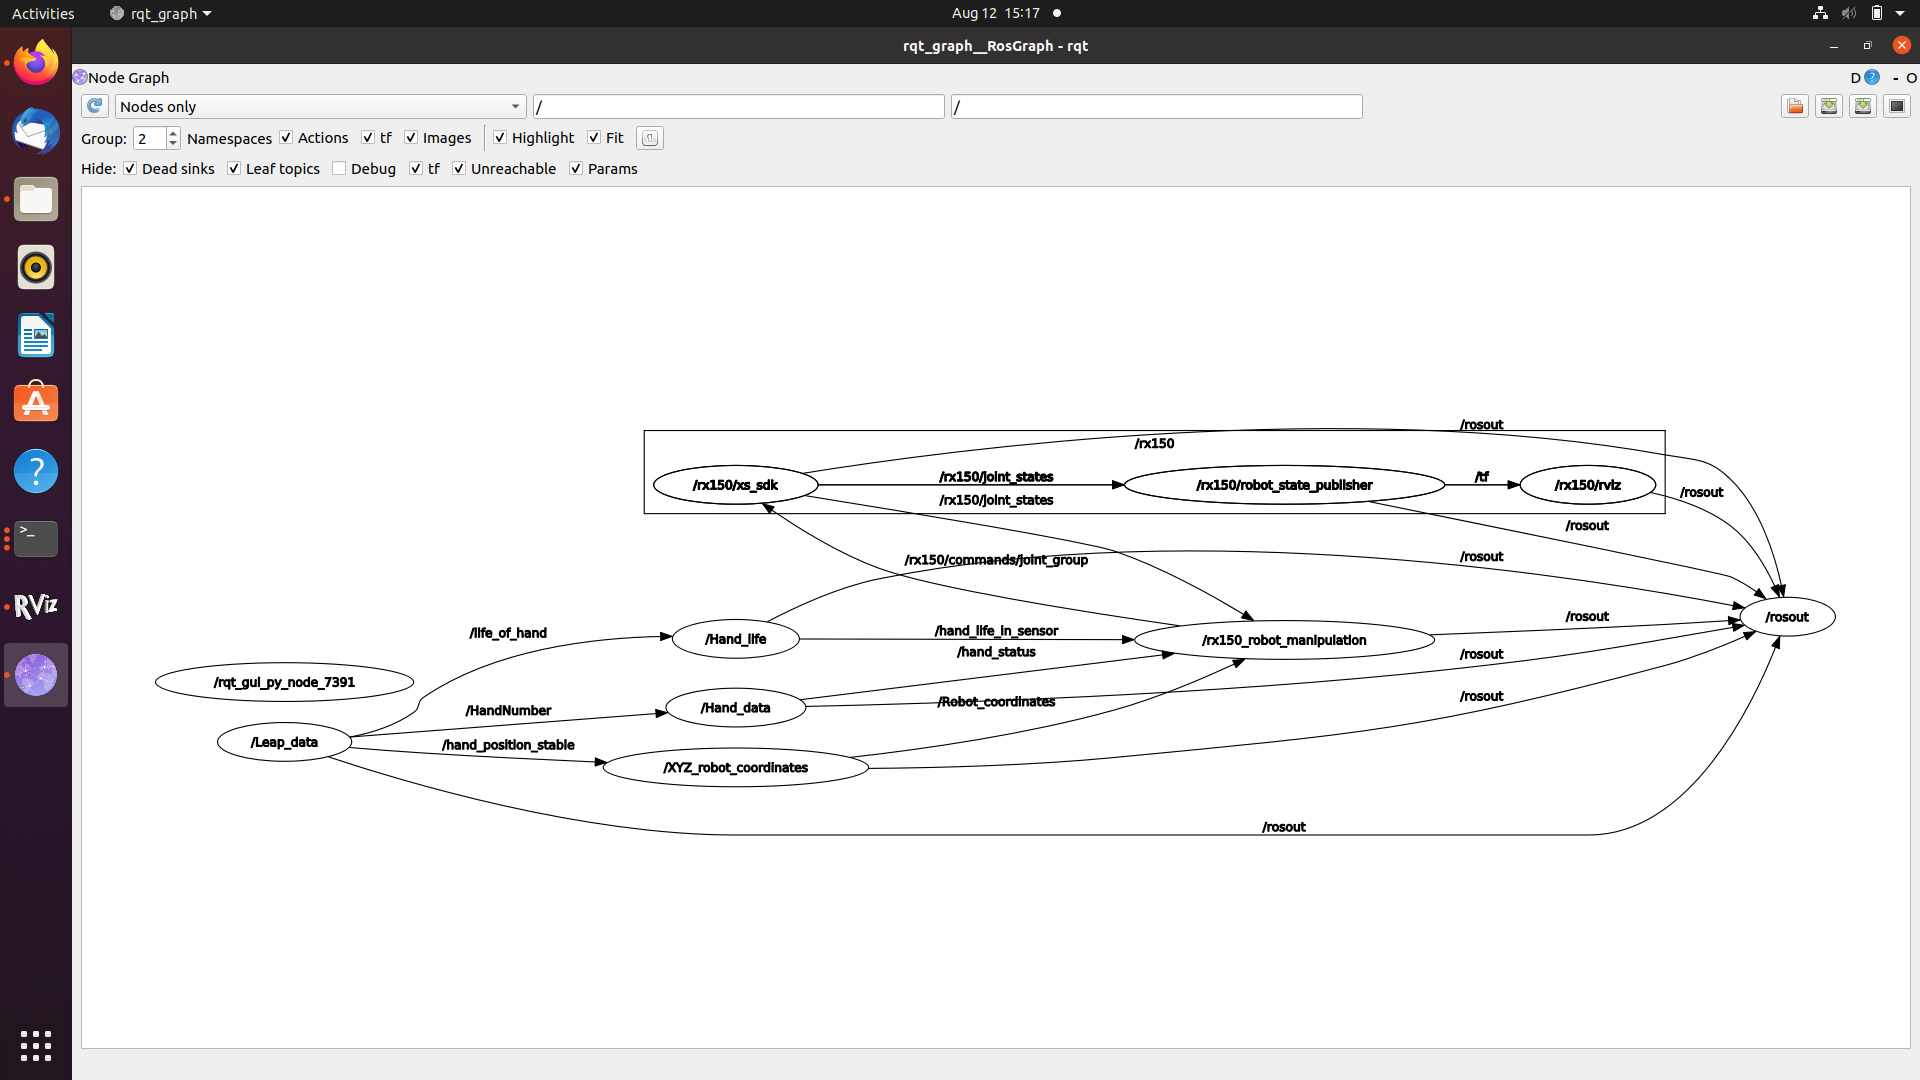 Activities rqt_graph Aug 12 15:17
rqt_graph__RosGraph - rqt
Node Graph D ? - O
Nodes only / /
Group: 2 Namespaces Actions tf Images Highlight Fit
Hide: Dead sinks Leaf topics Debug tf Unreachable Params
/rosout
/rx150
/rx150/xs_sdk /rx150/joint_states /rx150/robot_state_publisher /tf /rx150/rviz
/rosout
/rx150/joint_states
/rosout
/rx150/commands/joint_group /rosout
/rosout
/rosout
/life_of_hand /Hand_life /hand_life_in_sensor /rx150_robot_manipulation
/hand_status /rosout
/rqt_gui_py_node_7391
/rosout
/HandNumber /Hand_data /Robot_coordinates
/Leap_data /hand_position_stable
/XYZ_robot_coordinates
/rosout
>_
RViz